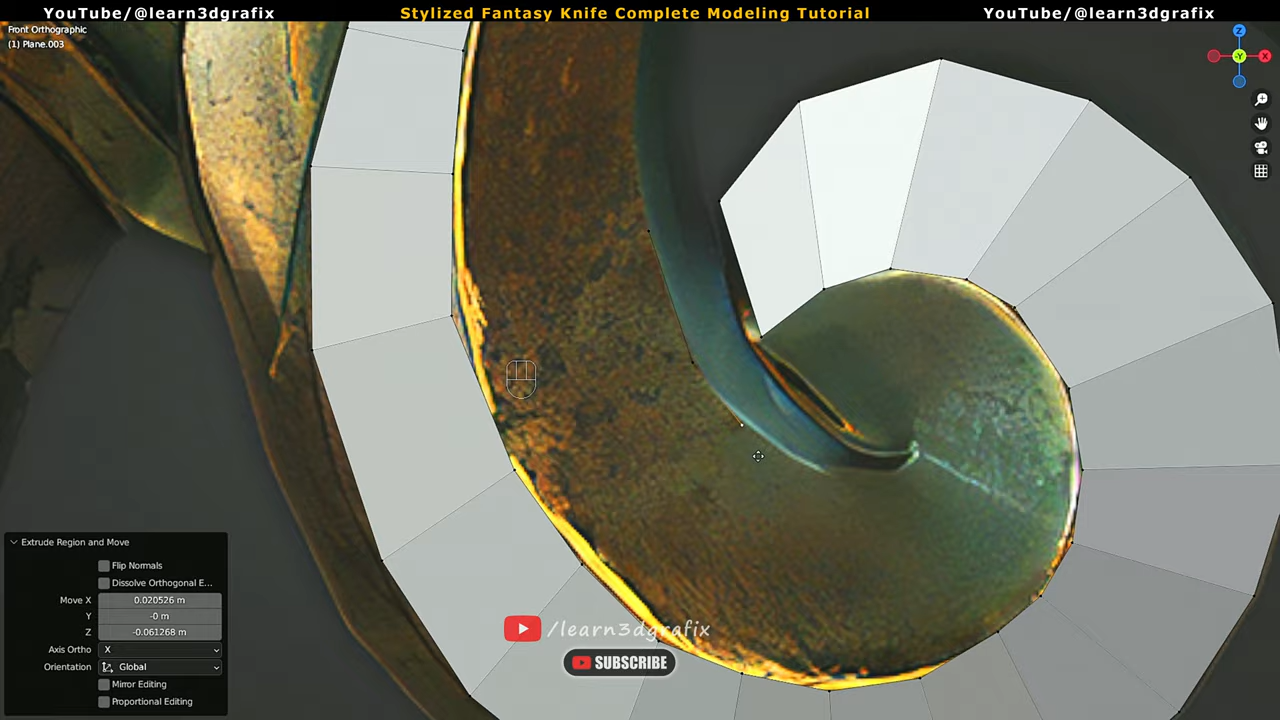 YouTube/@learn3dgrafix
Stylized Fantasy Knife Complete Modeling Tutorial
YouTube/@learn3dgrafix
Front Orthographic
(1) Plane.003
Z
X
-Y
Extrude Region and Move
Flip Normals
Dissolve Orthogonal E...
Move X 0.020526 m
Y -0 m
Z -0.061268 m
Axis Ortho X
Orientation Global
Mirror Editing
Proportional Editing
/learn3dgrafix
SUBSCRIBE